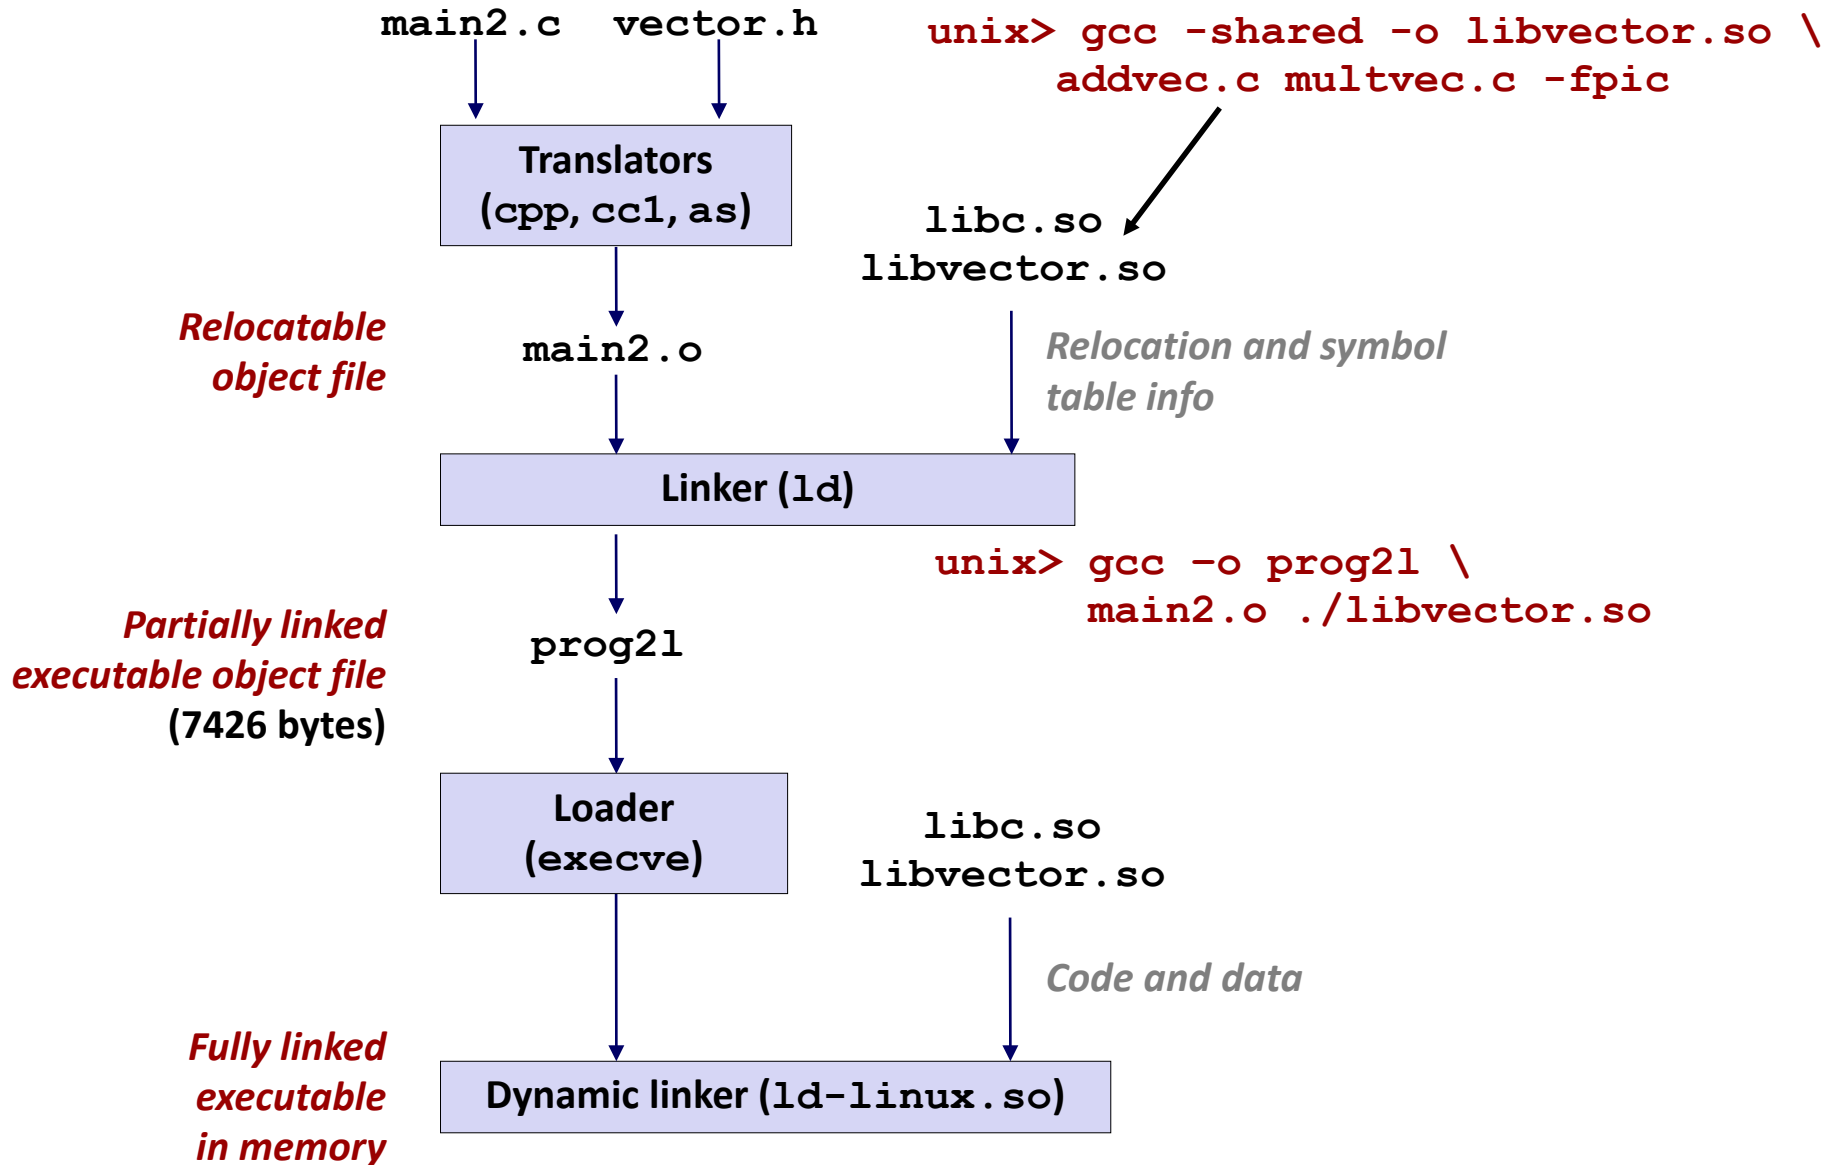 main2.c vector.h
unix> gcc -shared -o libvector.so \
addvec.c multvec.c -fpic
Translators
(cpp, cc1, as)
libc.so
libvector.so
Relocatable
object file
main2.o
Relocation and symbol
table info
Linker (ld)
unix> gcc –o prog2l \
main2.o ./libvector.so
Partially linked
executable object file
(7426 bytes)
prog2l
Loader
(execve)
libc.so
libvector.so
Code and data
Fully linked
executable
in memory
Dynamic linker (ld-linux.so)